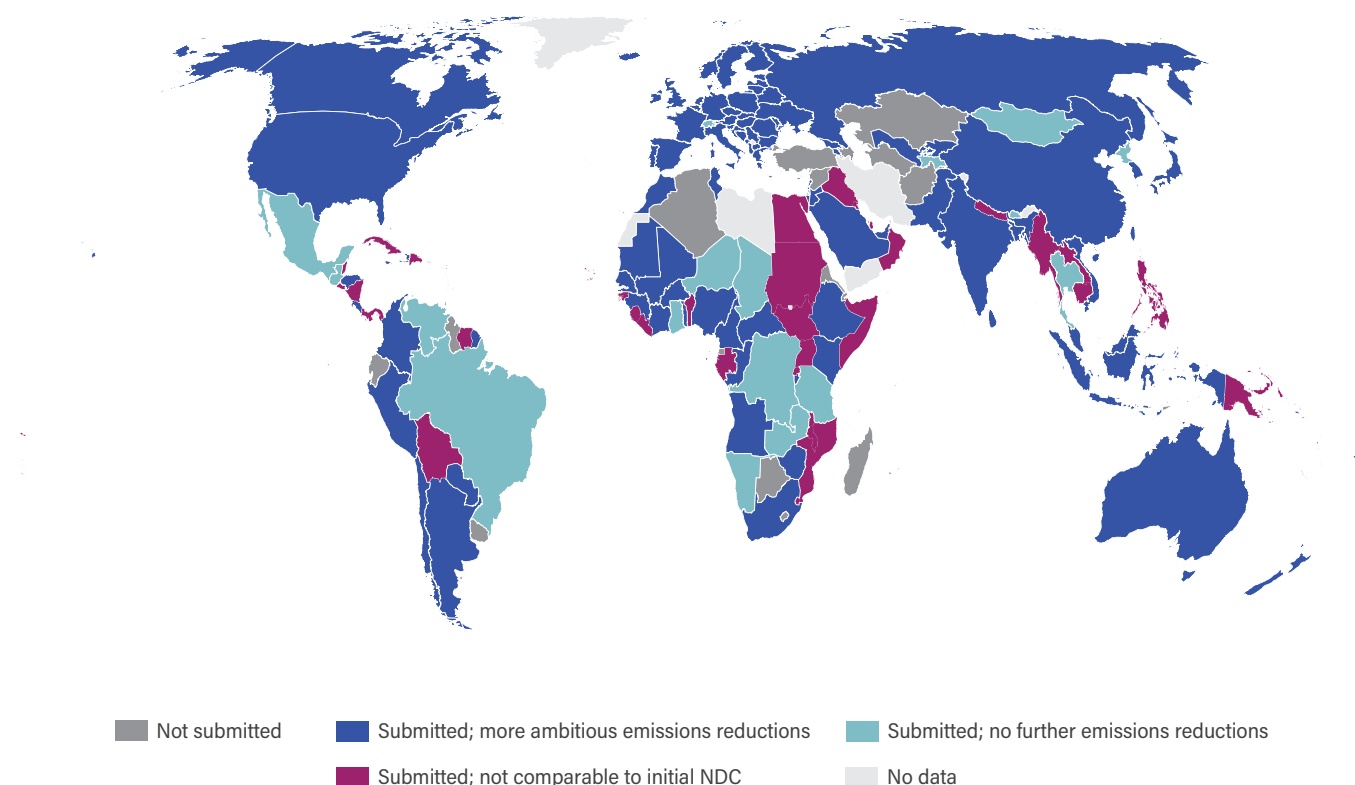 Not submitted
Submitted; more ambitious emissions reductions
Submitted; no further emissions reductions
Submitted; not comparable to initial NDC
No data